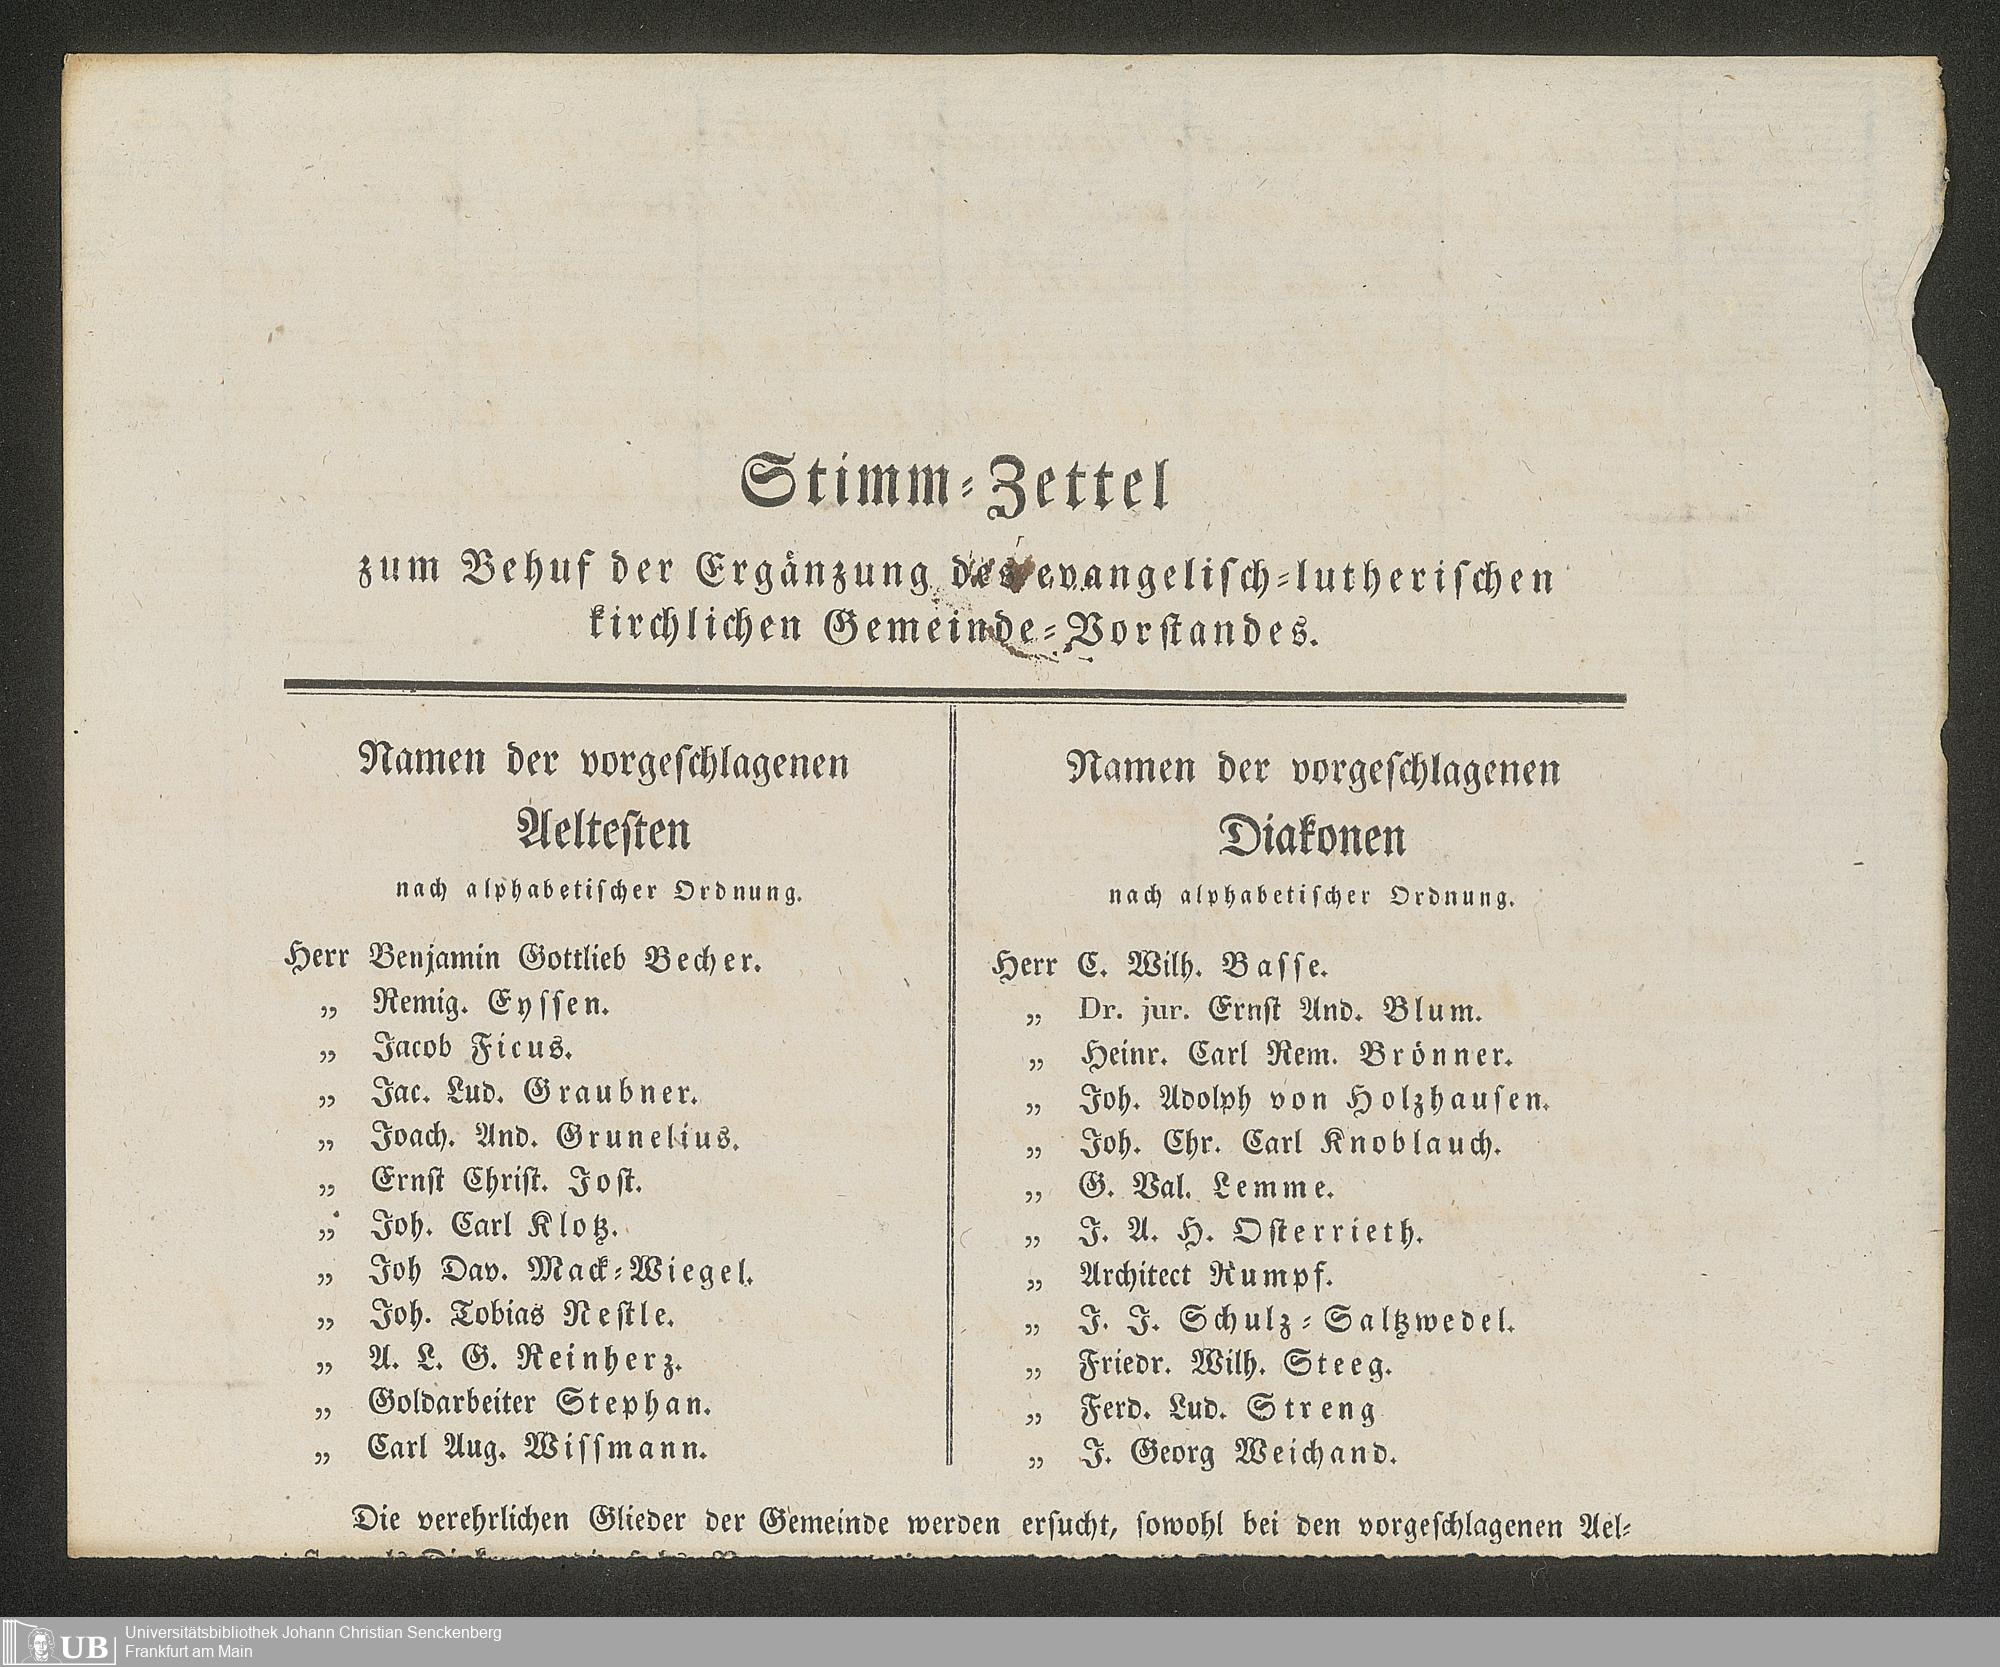 Stimm-Zettel
zum Behuf der Ergänzung des evangelisch-lutherischen
kirchlichen Gemeinde-Vorstandes.
Namen der vorgeschlagenen
Aeltesten
nach alphabetischer Ordnung.
Herr Benjamin Gottlieb Becher.
„ Remig. Eyssen.
„ Jacob Ficus.
„ Jac. Lud. Graubner.
„ Joach. And. Grunelius.
„ Ernst Christ. Jost.
„ Joh. Carl Klotz.
„ Joh Dav. Mack-Wiegel.
„ Joh. Tobias Nestle.
„ A. L. G. Reinherz.
„ Goldarbeiter Stephan.
„ Carl Aug. Wissmann.
Namen der vorgeschlagenen
Diakonen
nach alphabetischer Ordnung.
Herr C. Wilh. Basse.
„ Dr. jur. Ernst And. Blum.
„ Heinr. Carl Rem. Brönner.
„ Joh. Adolph von Holzhausen.
„ Joh. Chr. Carl Knoblauch.
„ G. Val. Lemme.
„ J. A. H. Osterrieth.
„ Architect Rumpf.
„ J. J. Schulz-Saltzwedel.
„ Friedr. Wilh. Steeg.
„ Ferd. Lud. Streng
„ J. Georg Weichand.
Die verehrlichen Glieder der Gemeinde werden ersucht, sowohl bei den vorgeschlagenen Ael-
UB
Universitätsbibliothek Johann Christian Senckenberg
Frankfurt am Main